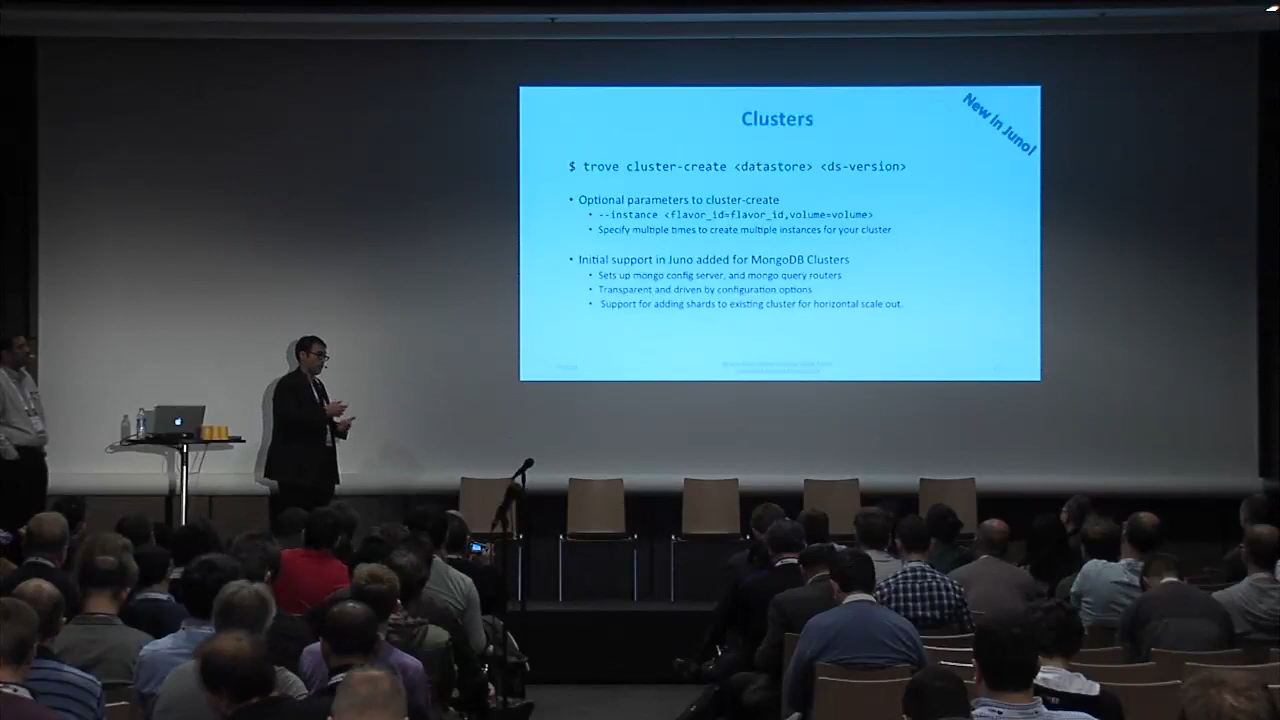 Clusters
New in Juno!
$ trove cluster-create <datastore> <ds-version>
• Optional parameters to cluster-create
• --instance <flavor_id=flavor_id,volume=volume>
• Specify multiple times to create multiple instances for your cluster
• Initial support in Juno added for MongoDB Clusters
• Sets up mongo config server, and mongo query routers
• Transparent and driven by configuration options
• Support for adding shards to existing cluster for horizontal scale out.